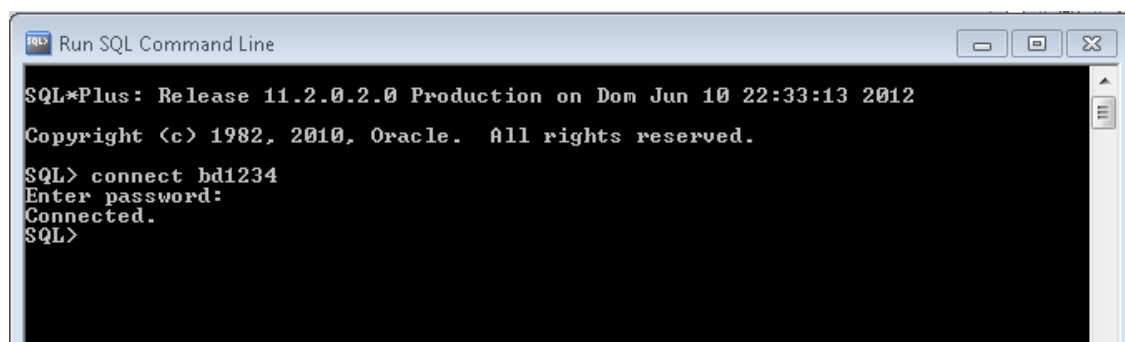 Run SQL Command Line
SQL*Plus: Release 11.2.0.2.0 Production on Dom Jun 10 22:33:13 2012
Copyright (c) 1982, 2010, Oracle.  All rights reserved.
SQL> connect bd1234
Enter password:
Connected.
SQL>